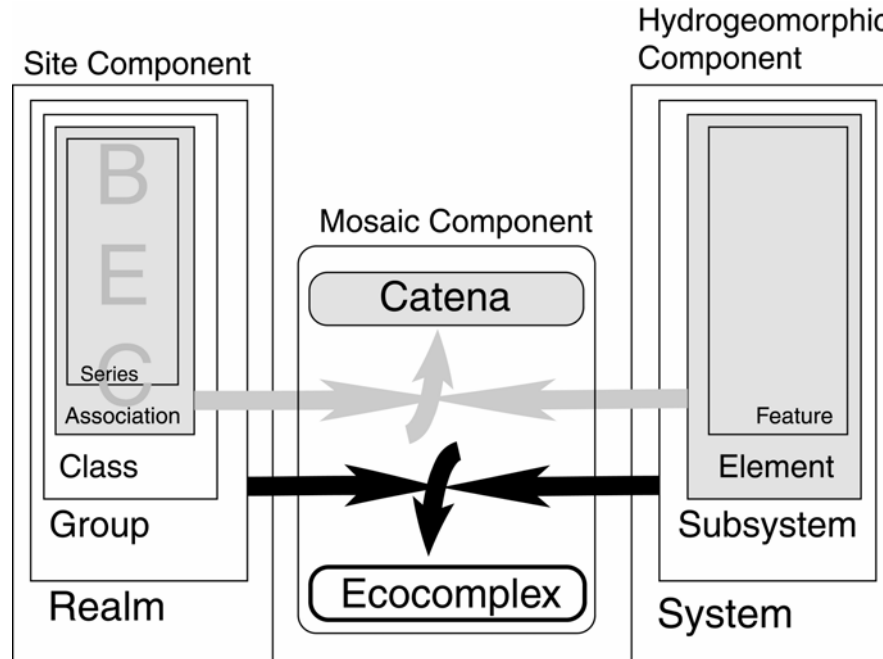 Site Component
B
E
C
Series
Association
Class
Group
Realm
Mosaic Component
Catena
Ecocomplex
Hydrogeomorphic
Component
Feature
Element
Subsystem
System